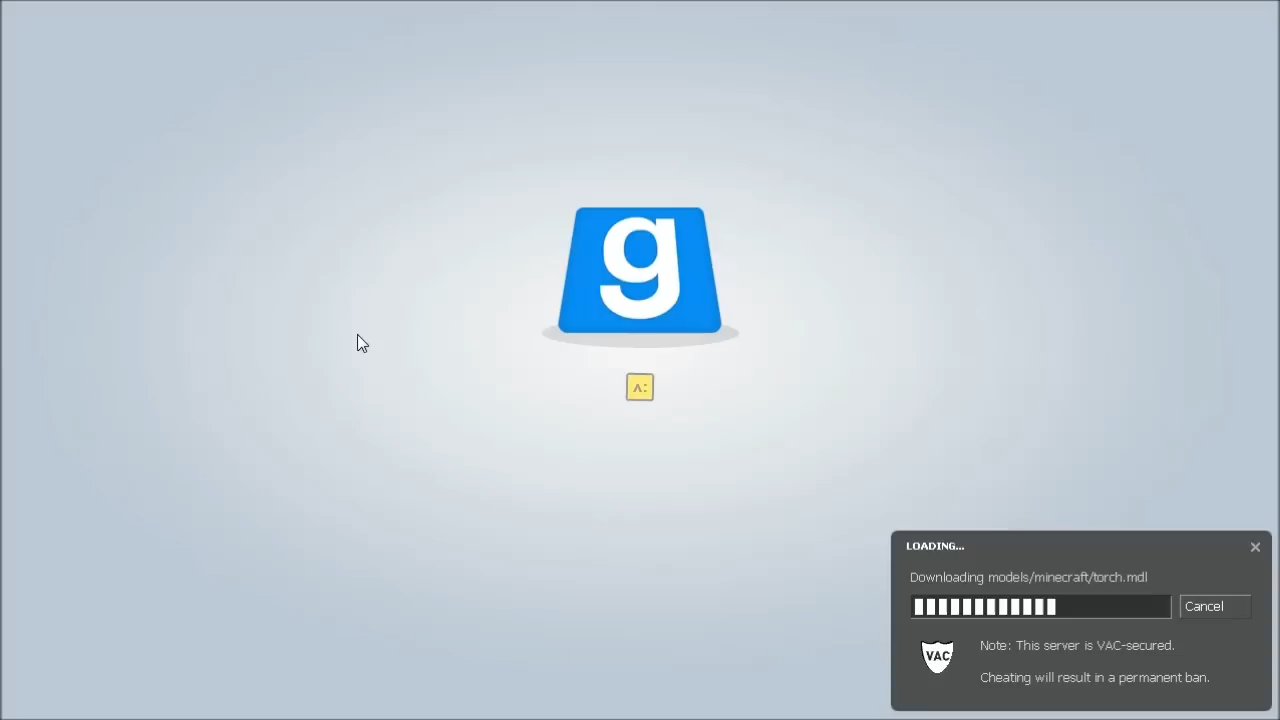 g
ʌ:
LOADING...
Downloading models/minecraft/torch.mdl
Cancel
VAC
Note: This server is VAC-secured.
Cheating will result in a permanent ban.